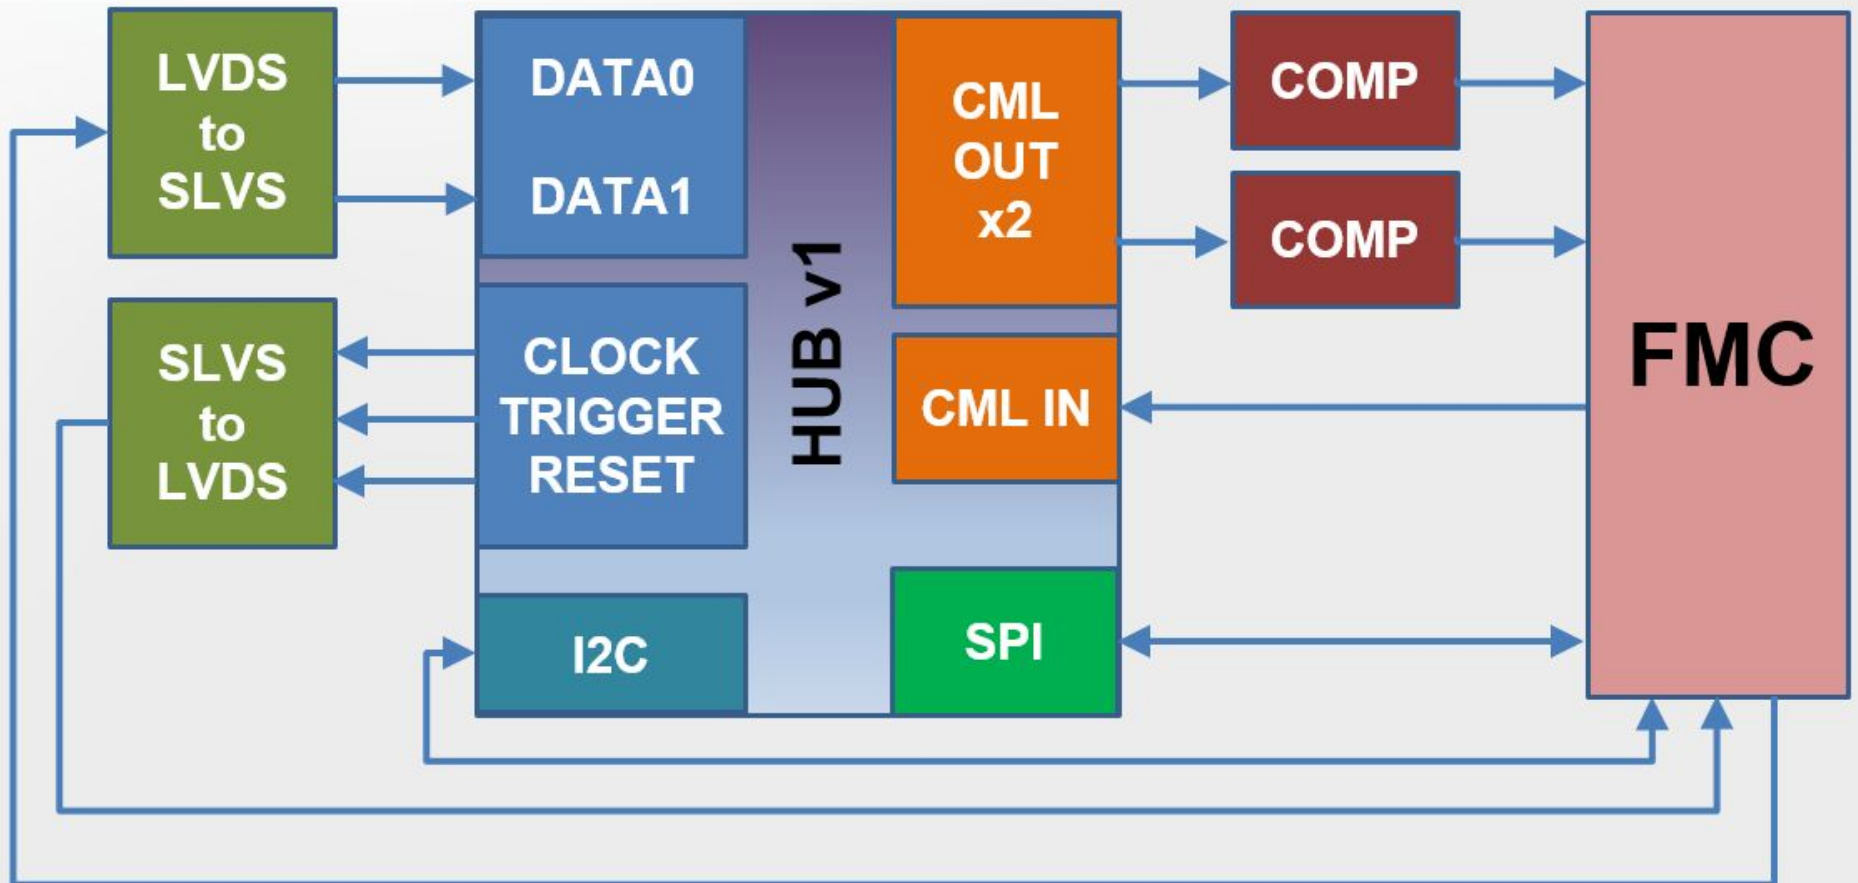 LVDS
to
SLVS
DATA0
DATA1
SLVS
to
LVDS
CLOCK
TRIGGER
RESET
I2C
HUB v1
CML
OUT
x2
CML IN
SPI
COMP
COMP
FMC